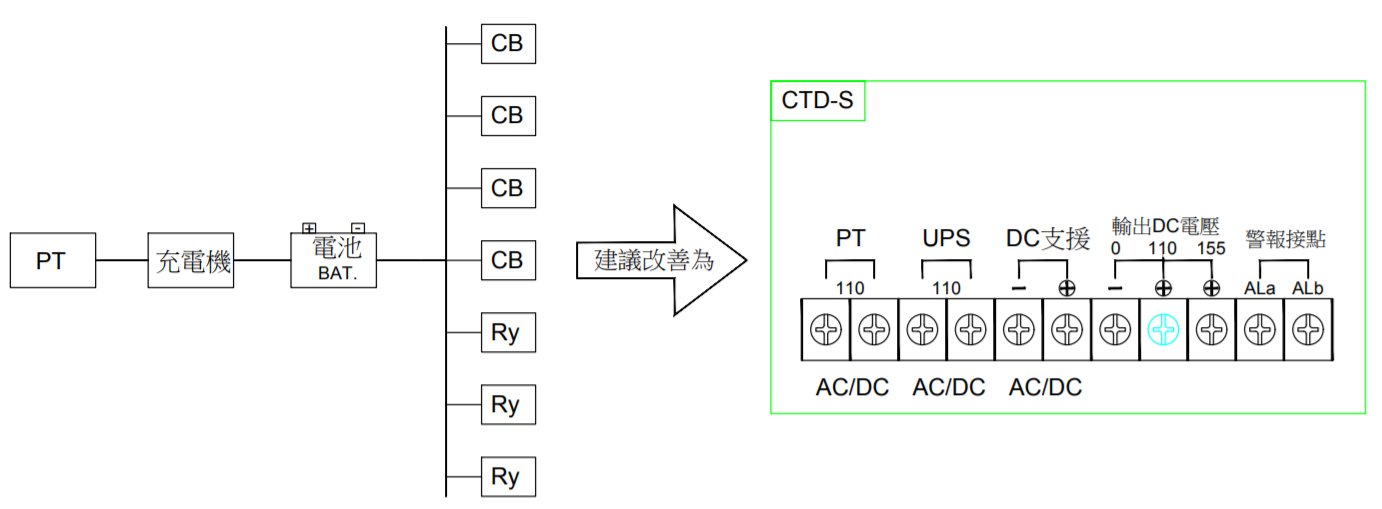 PT
充電機
+ -
電池
BAT.
CB
CB
CB
CB
Ry
Ry
Ry
建議改善為
CTD-S
PT
UPS
DC支援
輸出DC電壓
警報接點
0 110 155
110
110
− +
− + +
ALa ALb
AC/DC
AC/DC
AC/DC